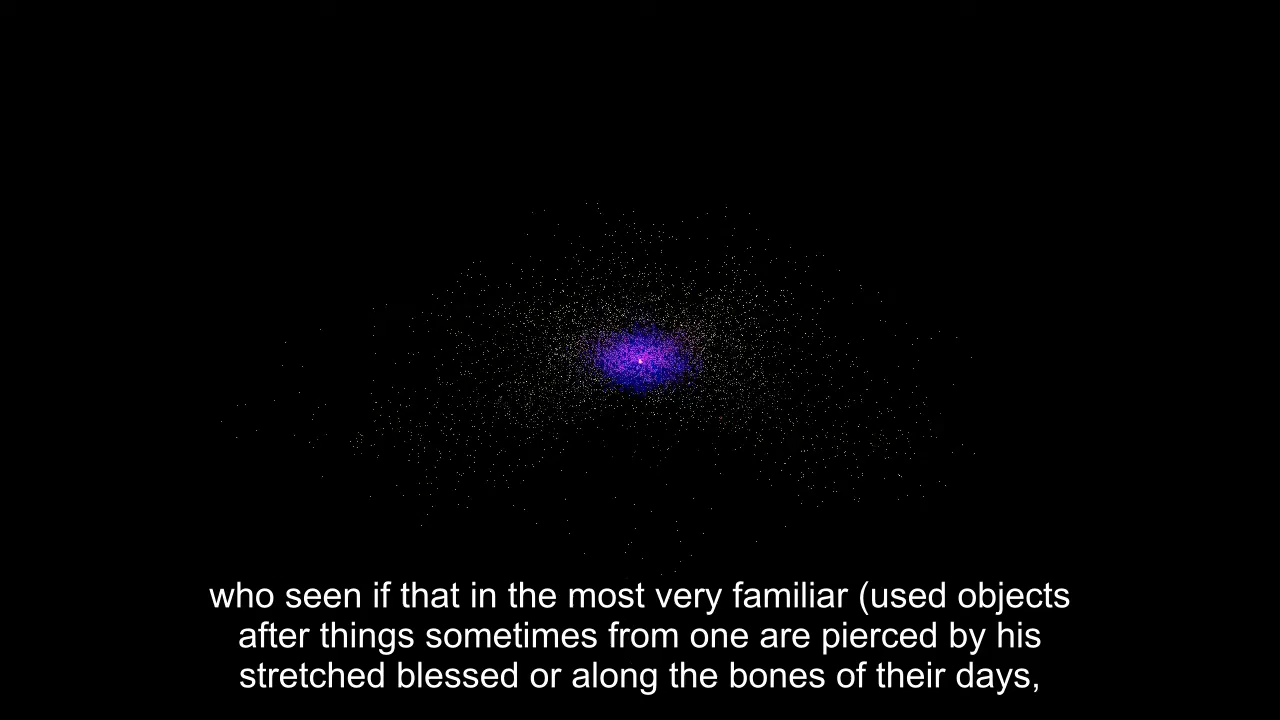 who seen if that in the most very familiar (used objects
after things sometimes from one are pierced by his
stretched blessed or along the bones of their days,